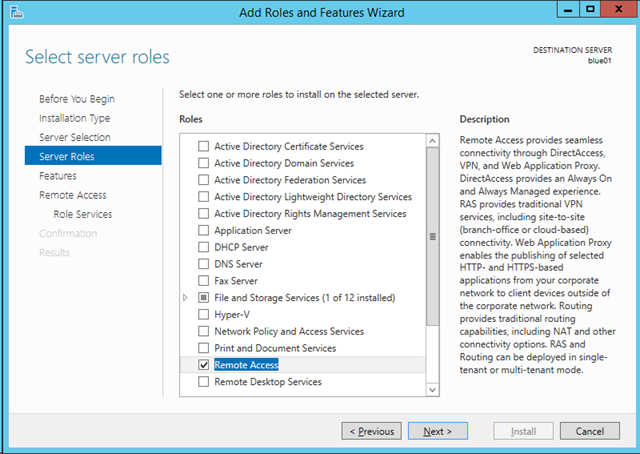 Add Roles and Features Wizard
Select server roles
DESTINATION SERVER
blue01
Before You Begin
Installation Type
Server Selection
Server Roles
Features
Remote Access
Role Services
Confirmation
Results
Select one or more roles to install on the selected server.
Roles
Active Directory Certificate Services
Active Directory Domain Services
Active Directory Federation Services
Active Directory Lightweight Directory Services
Active Directory Rights Management Services
Application Server
DHCP Server
DNS Server
Fax Server
File and Storage Services (1 of 12 installed)
Hyper-V
Network Policy and Access Services
Print and Document Services
Remote Access
Remote Desktop Services
Description
Remote Access provides seamless
connectivity through DirectAccess,
VPN, and Web Application Proxy.
DirectAccess provides an Always On
and Always Managed experience.
RAS provides traditional VPN
services, including site-to-site
(branch-office or cloud-based)
connectivity. Web Application Proxy
enables the publishing of selected
HTTP- and HTTPS-based
applications from your corporate
network to client devices outside of
the corporate network. Routing
provides traditional routing
capabilities, including NAT and other
connectivity options. RAS and
Routing can be deployed in single-
tenant or multi-tenant mode.
< Previous
Next >
Install
Cancel